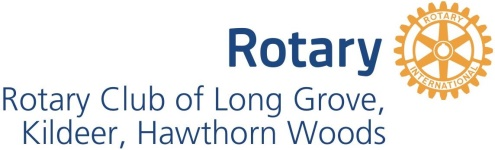 Rotary
ROTARY
INTERNATIONAL
Rotary Club of Long Grove,
Kildeer, Hawthorn Woods